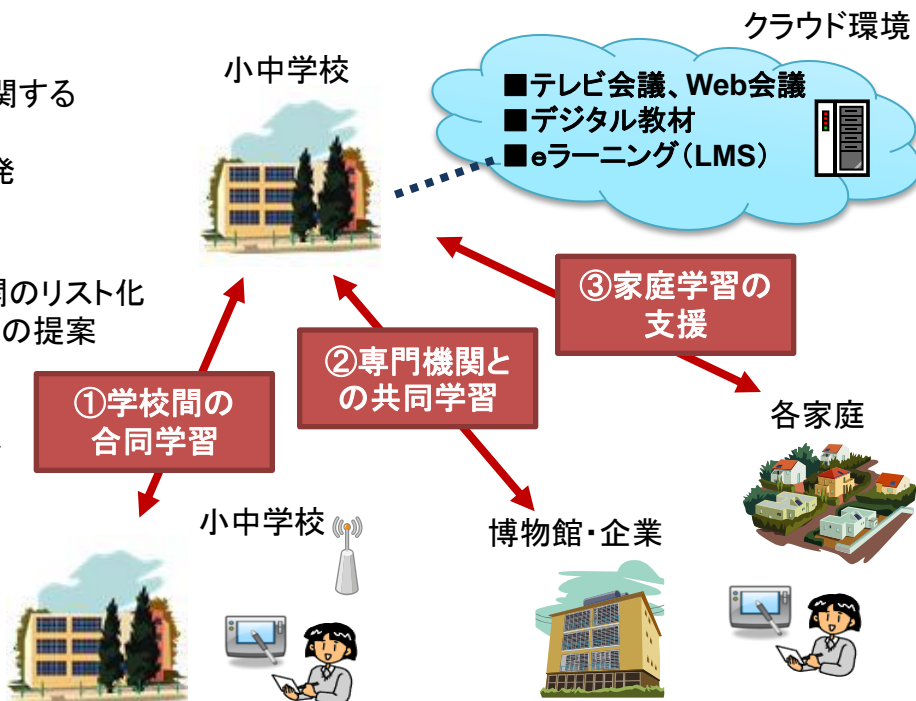 クラウド環境
小中学校
■テレビ会議、Web会議
■デジタル教材
■eラーニング（LMS）
関する
発
関のリスト化
の提案
③家庭学習の
支援
②専門機関と
の共同学習
①学校間の
合同学習
各家庭
小中学校
博物館・企業